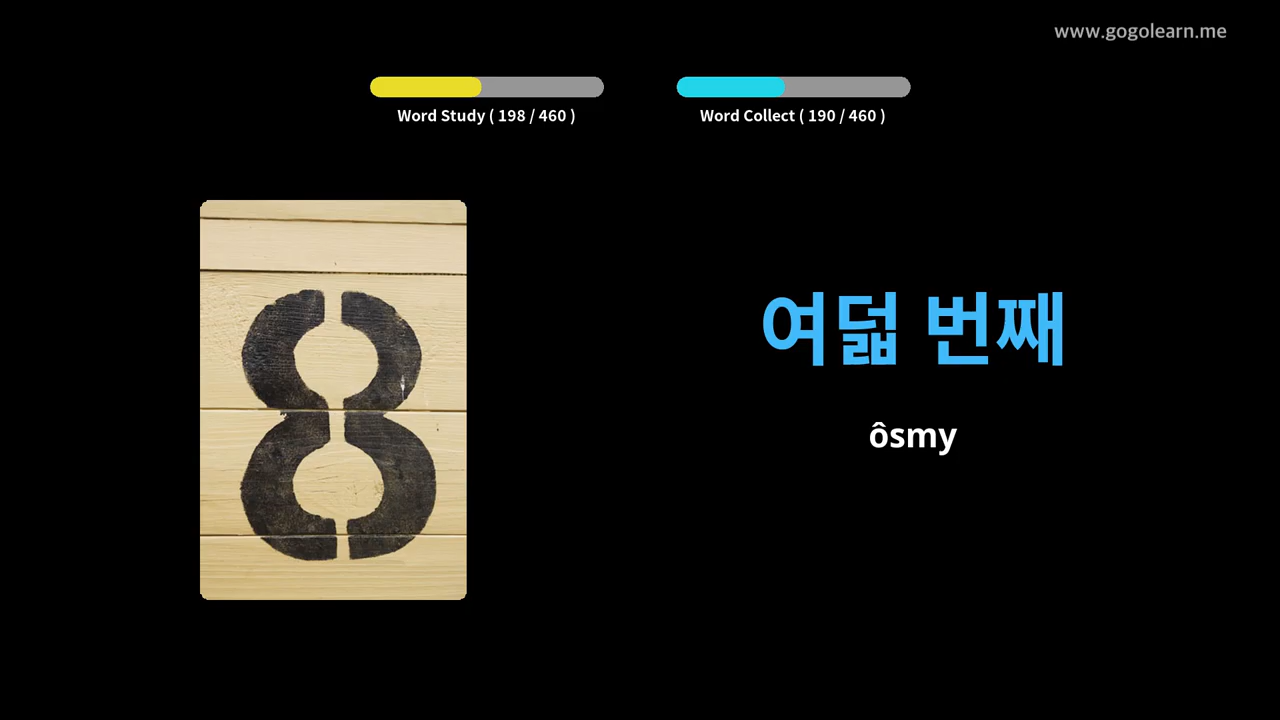 www.gogolearn.me
Word Study ( 198 / 460 )
Word Collect ( 190 / 460 )
8
여덟 번째
ôsmy